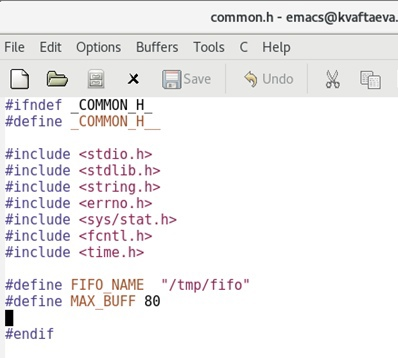 common.h - emacs@kvaftaeva.
File Edit Options Buffers Tools C Help
Save Undo
#ifndef _COMMON_H_
#define _COMMON_H__
#include <stdio.h>
#include <stdlib.h>
#include <string.h>
#include <errno.h>
#include <sys/stat.h>
#include <fcntl.h>
#include <time.h>
#define FIFO_NAME "/tmp/fifo"
#define MAX_BUFF 80
#endif